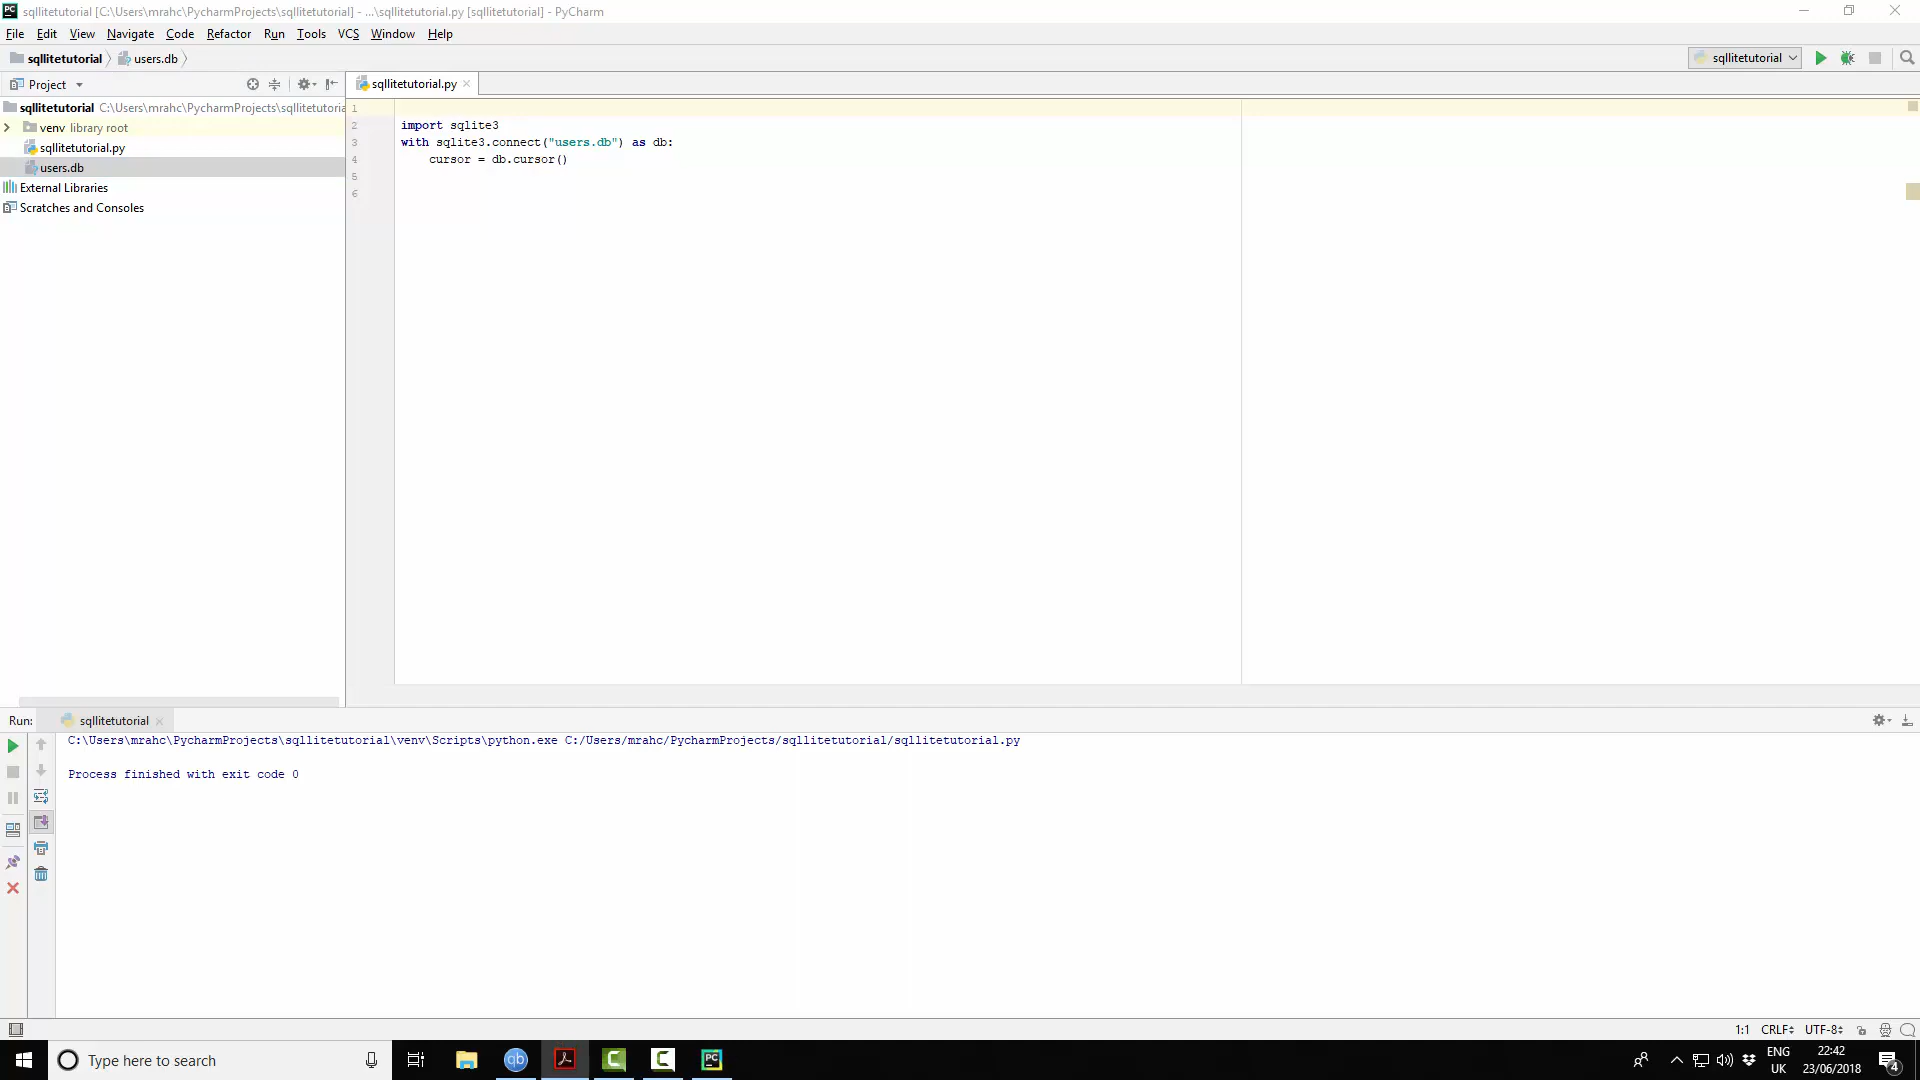 PC sqllitetutorial [C:\Users\mrahc\PycharmProjects\sqllitetutorial] - ...\sqllitetutorial.py [sqllitetutorial] - PyCharm
File Edit View Navigate Code Refactor Run Tools VCS Window Help
sqllitetutorial users.db sqllitetutorial
Project sqllitetutorial.py
sqllitetutorial C:\Users\mrahc\PycharmProjects\sqllitetutoria
venv library root
sqllitetutorial.py
users.db
External Libraries
Scratches and Consoles
1
2 import sqlite3
3 with sqlite3.connect("users.db") as db:
4 cursor = db.cursor()
5
6
Run: sqllitetutorial
C:\Users\mrahc\PycharmProjects\sqllitetutorial\venv\Scripts\python.exe C:/Users/mrahc/PycharmProjects/sqllitetutorial/sqllitetutorial.py
Process finished with exit code 0
1:1 CRLF UTF-8
Type here to search qb C C PC ENG 22:42
UK 23/06/2018 4